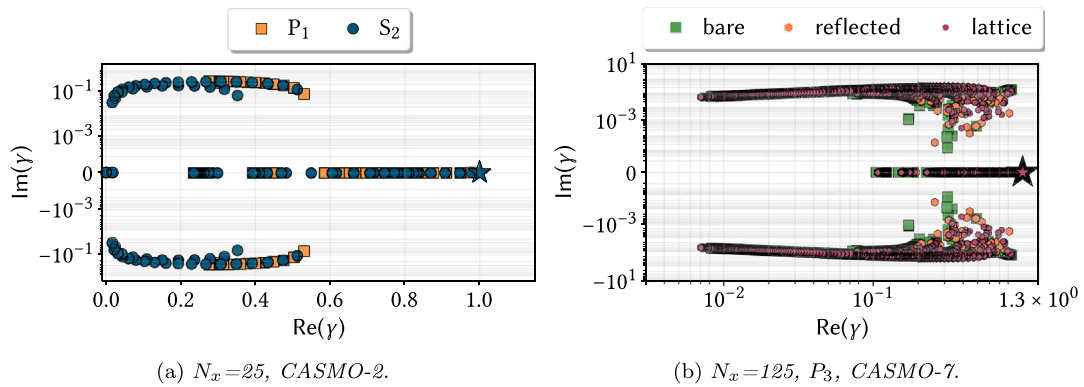 P1 S2
bare reflected lattice
10^-1
10^-3
0
-10^-3
-10^-1
Im(γ)
0.0 0.2 0.4 0.6 0.8 1.0
Re(γ)
(a) Nx=25, CASMO-2.
10^1
10^-3
0
-10^-3
-10^1
Im(γ)
10^-2 10^-1 1.3 × 10^0
Re(γ)
(b) Nx=125, P3, CASMO-7.